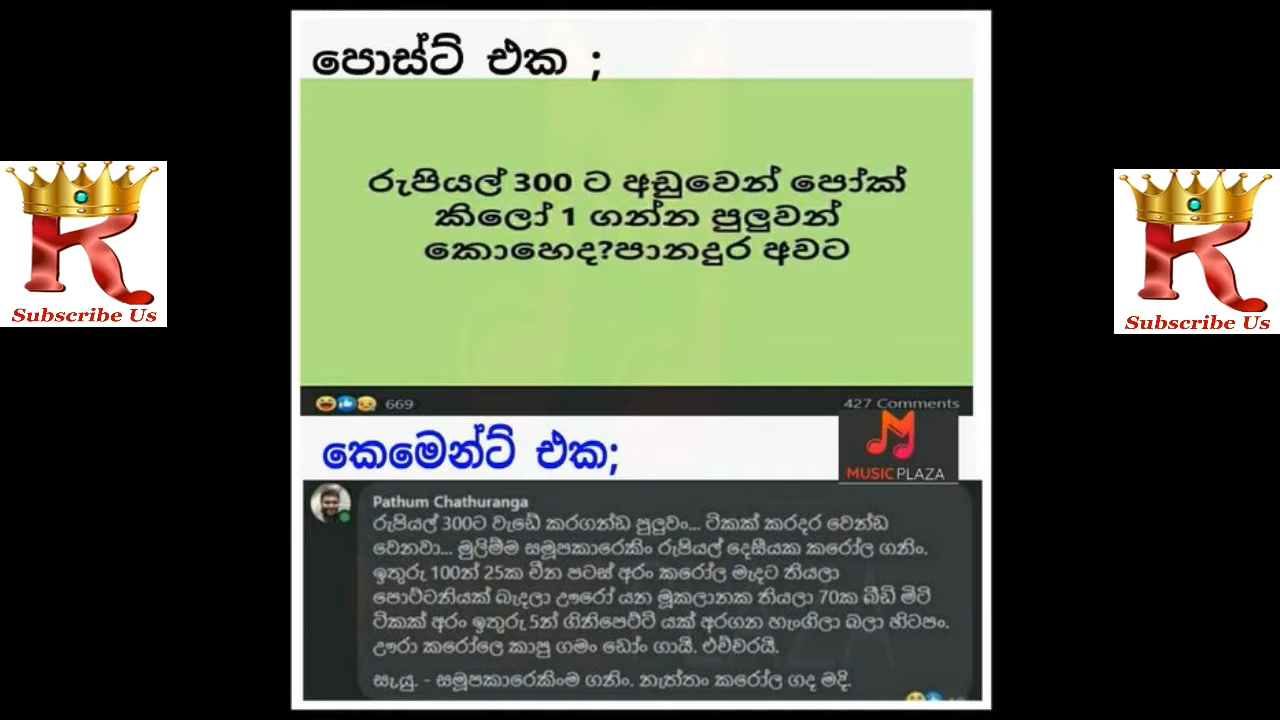 පොස්ට් එක ;
රුපියල් 300 ට අඩුවෙන් පෝක්
කිලෝ 1 ගන්න පුලුවන්
කොහෙද?පානදුර අවට
669
427 Comments
කෙමෙන්ට් එක;
MUSIC PLAZA
Pathum Chathuranga
රුපියල් 300ට වැඩේ කරගන්ඩ පුලුවං... ටිකක් කරදර වෙන්ඩ
වෙනවා... මුලිම්ම සමූපකාරෙකිං රුපියල් දෙසීයක කරෝල ගනිං.
ඉතුරු 100න් 25ක චීන පටස් අරං කරෝල මැදට තියලා
පොට්ටනියක් බැදලා ඌරෝ යන මූකලානක තියලා 70ක බීඩි මිටි
ටිකක් අරං ඉතුරු 5න් ගිනිපෙට්ටි යක් අරගන හැංගිලා බලා හිටපං.
ඌරා කරෝලෙ කාපු ගමං ඩෝං ගායි. එච්චරයි.
සැ.යු. - සමූපකාරෙකිංම ගනිං. නැත්තං කරෝල ගද මදි.
Subscribe Us
Subscribe Us